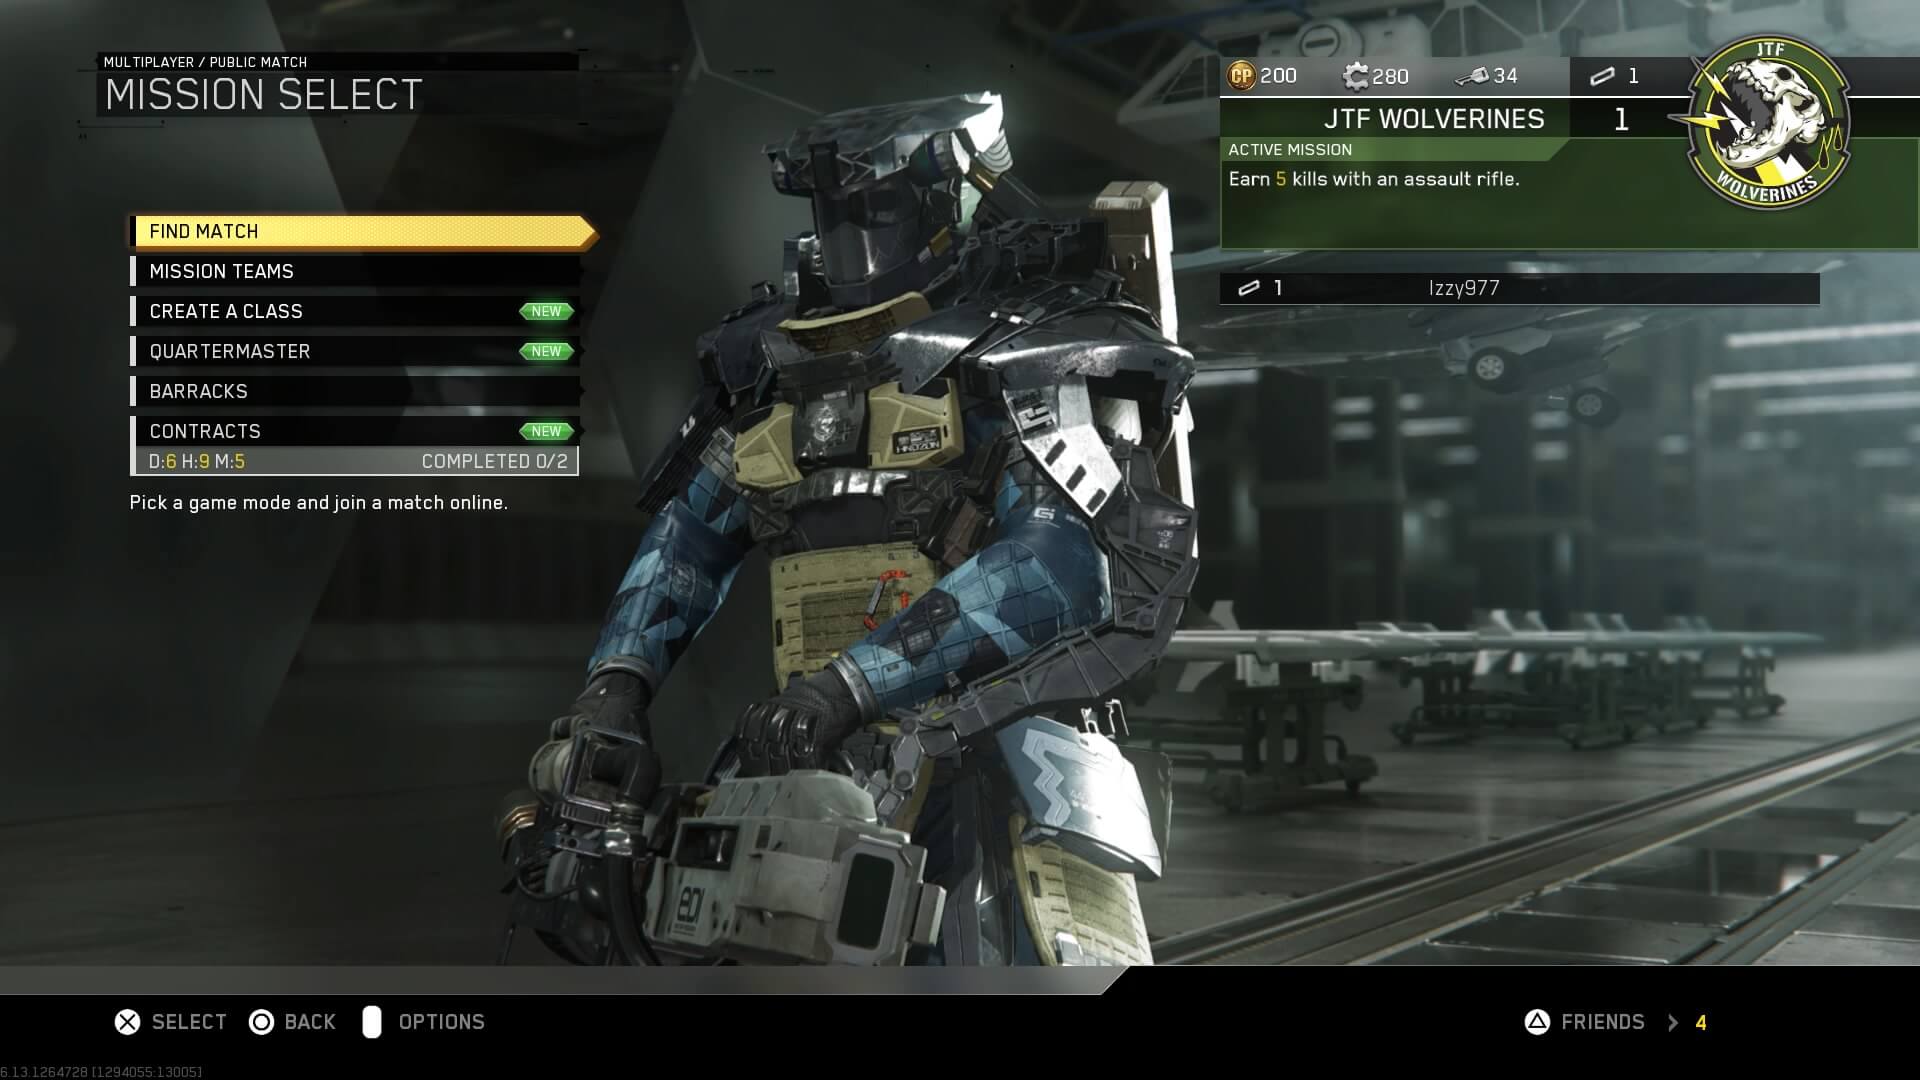 MULTIPLAYER / PUBLIC MATCH
MISSION SELECT
FIND MATCH
MISSION TEAMS
CREATE A CLASS NEW
QUARTERMASTER NEW
BARRACKS
CONTRACTS NEW
D:6 H:9 M:5 COMPLETED 0/2
Pick a game mode and join a match online.
CP 200 280 34 1
JTF WOLVERINES 1
ACTIVE MISSION
Earn 5 kills with an assault rifle.
JTF
WOLVERINES
1 Izzy977
SELECT BACK OPTIONS
FRIENDS > 4
6.13.1264728 [1294055:13005]